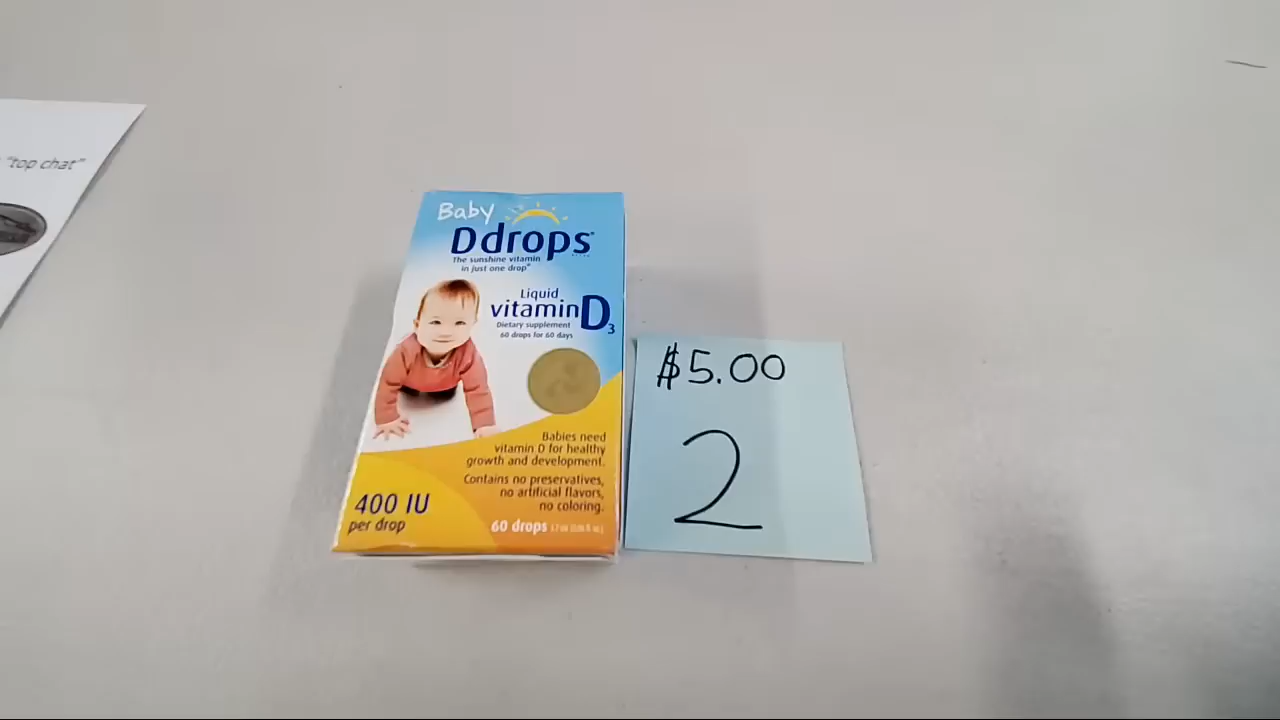 "top chat"
Baby
Ddrops
The sunshine vitamin
in just one drop
Liquid
vitamin D3
Dietary supplement
60 drops for 60 days
Babies need
vitamin D for healthy
growth and development.
Contains no preservatives,
no artificial flavors,
no coloring.
400 IU
per drop
60 drops
$5.00
2